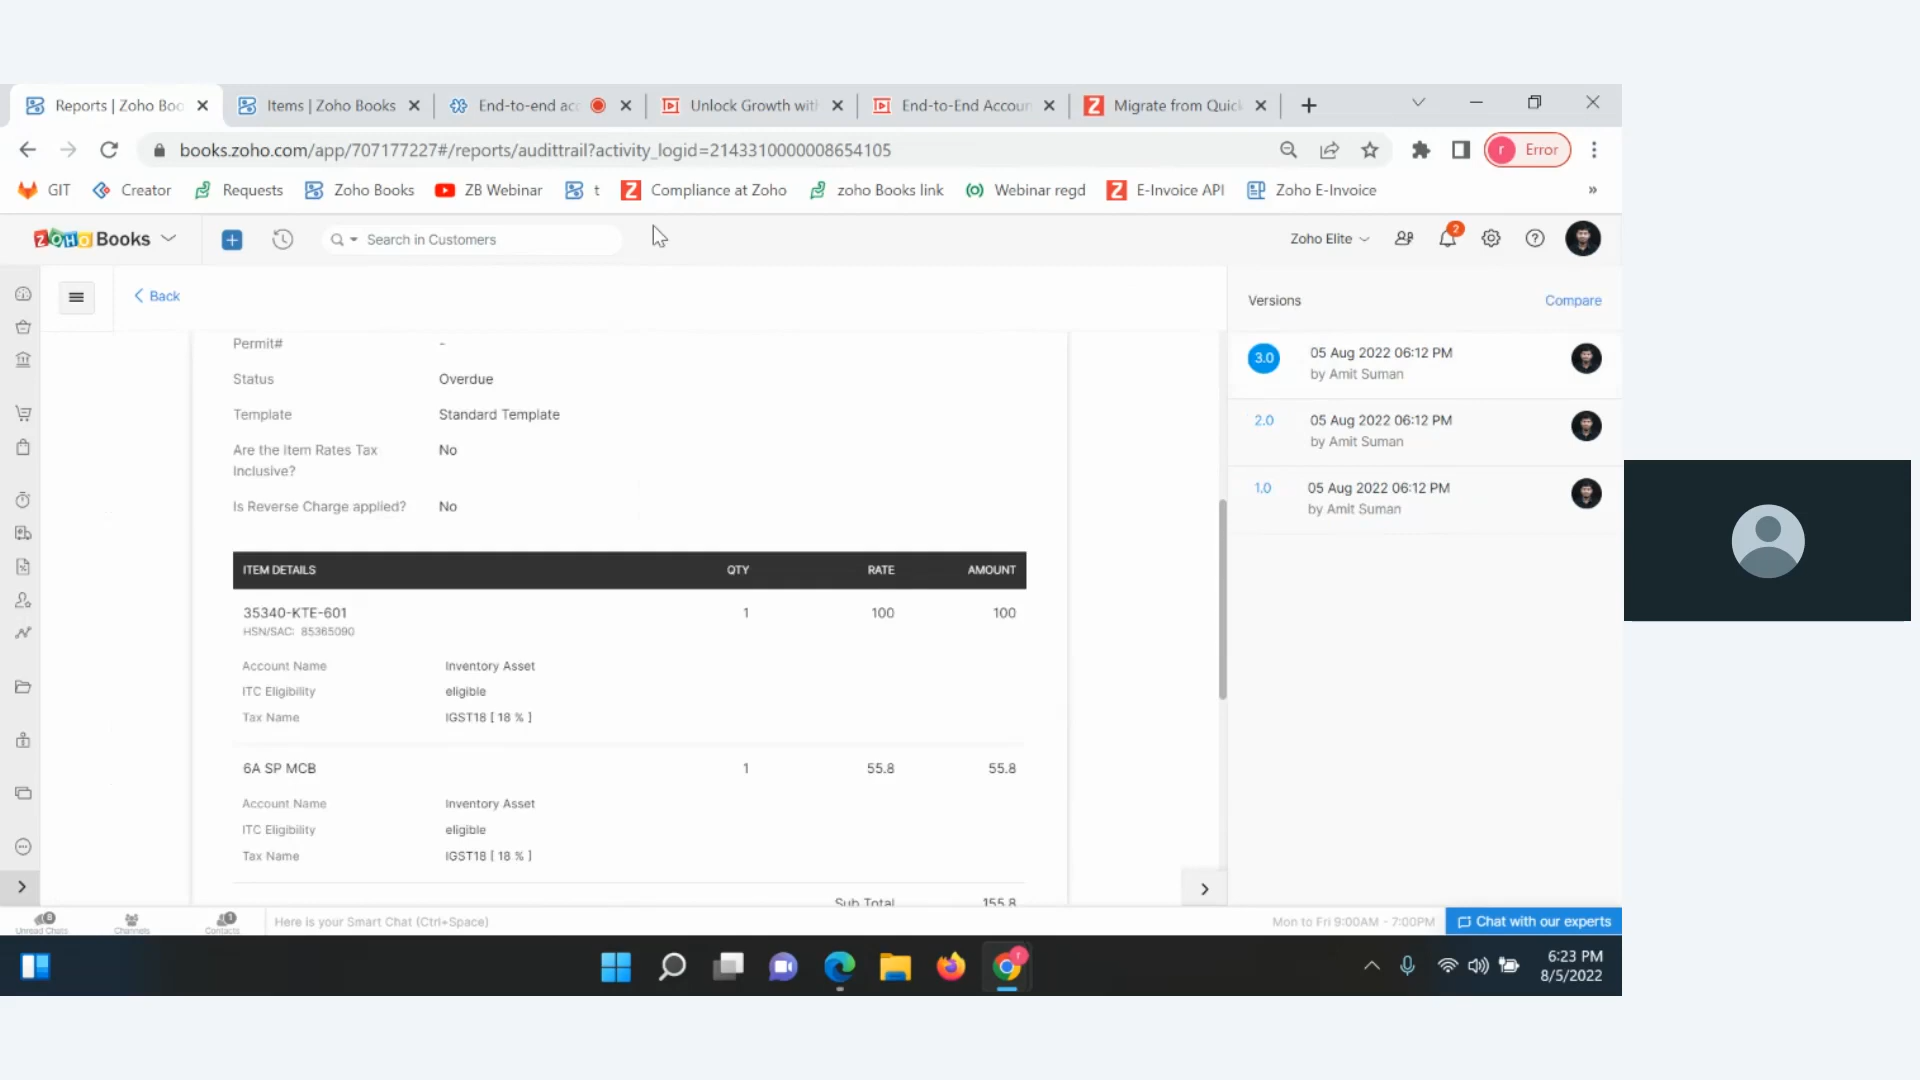 Reports | Zoho Boo
Items | Zoho Books
End-to-end acc
Unlock Growth with
End-to-End Accoun
Migrate from Quick
books.zoho.com/app/707177227#/reports/audittrail?activity_logid=2143310000008654105
r Error
GIT Creator Requests Zoho Books ZB Webinar t Compliance at Zoho zoho Books link Webinar regd E-Invoice API Zoho E-Invoice »
ZOHO Books
Search in Customers
Zoho Elite
2
Back
Versions Compare
Permit# -
Status Overdue
Template Standard Template
Are the Item Rates Tax No
Inclusive?
Is Reverse Charge applied? No
3.0 05 Aug 2022 06:12 PM
by Amit Suman
2.0 05 Aug 2022 06:12 PM
by Amit Suman
1.0 05 Aug 2022 06:12 PM
by Amit Suman
ITEM DETAILS QTY RATE AMOUNT
35340-KTE-601 1 100 100
HSN/SAC: 85365090
Account Name Inventory Asset
ITC Eligibility eligible
Tax Name IGST18 [ 18 % ]
6A SP MCB 1 55.8 55.8
Account Name Inventory Asset
ITC Eligibility eligible
Tax Name IGST18 [ 18 % ]
Sub Total 155.8
Unread Chats Channels Contacts Here is your Smart Chat (Ctrl+Space) Mon to Fri 9:00AM - 7:00PM Chat with our experts
6:23 PM
8/5/2022